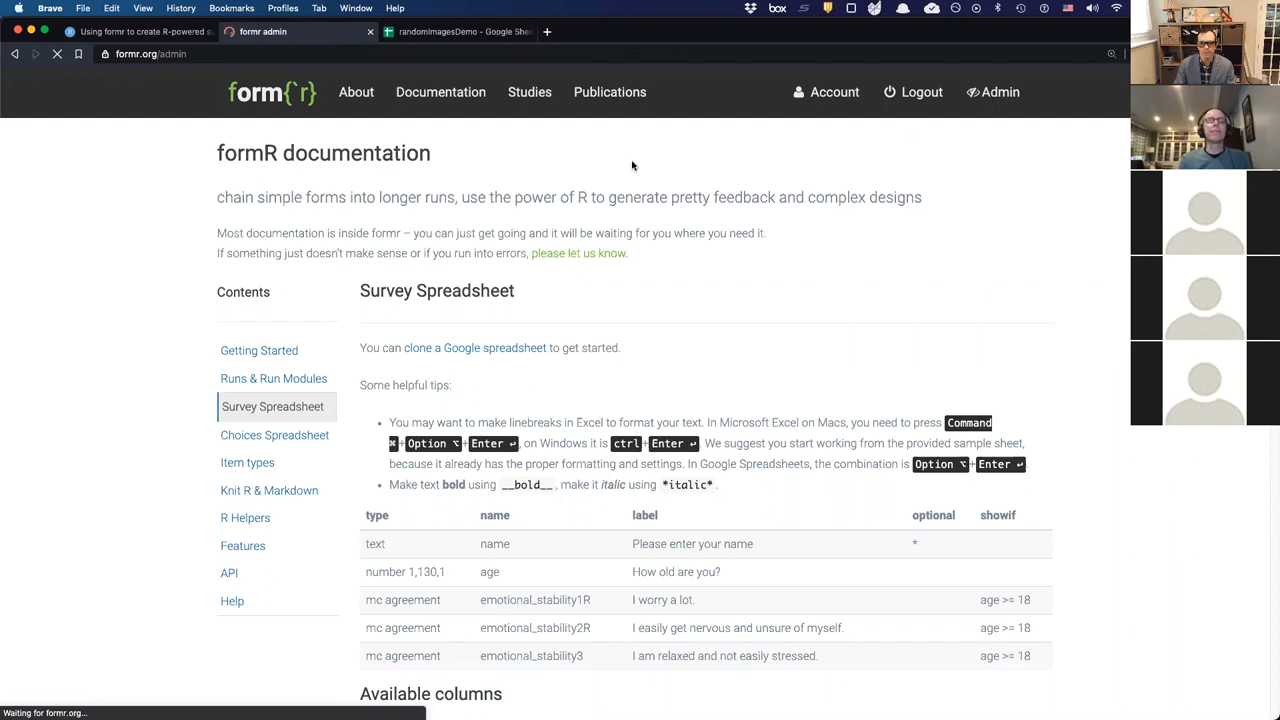 Brave File Edit View History Bookmarks Profiles Tab Window Help
box
Using formr to create R-powered su
formr admin
randomImagesDemo - Google Shee
formr.org/admin
form{`r}
About Documentation Studies Publications Account Logout Admin
formR documentation
chain simple forms into longer runs, use the power of R to generate pretty feedback and complex designs
Most documentation is inside formr – you can just get going and it will be waiting for you where you need it.
If something just doesn't make sense or if you run into errors, please let us know.
Contents
Getting Started
Runs & Run Modules
Survey Spreadsheet
Choices Spreadsheet
Item types
Knit R & Markdown
R Helpers
Features
API
Help
Survey Spreadsheet
You can clone a Google spreadsheet to get started.
Some helpful tips:
• You may want to make linebreaks in Excel to format your text. In Microsoft Excel on Macs, you need to press Command
⌘+Option ⌥+Enter ↩, on Windows it is ctrl+Enter ↩. We suggest you start working from the provided sample sheet,
because it already has the proper formatting and settings. In Google Spreadsheets, the combination is Option ⌥+Enter ↩.
• Make text bold using __bold__, make it italic using *italic*.
type name label optional showif
text name Please enter your name *
number 1,130,1 age How old are you?
mc agreement emotional_stability1R I worry a lot. age >= 18
mc agreement emotional_stability2R I easily get nervous and unsure of myself. age >= 18
mc agreement emotional_stability3 I am relaxed and not easily stressed. age >= 18
Available columns
Waiting for formr.org...